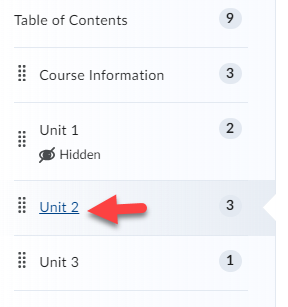 Table of Contents 9
Course Information 3
Unit 1 2
Hidden
Unit 2 3
Unit 3 1